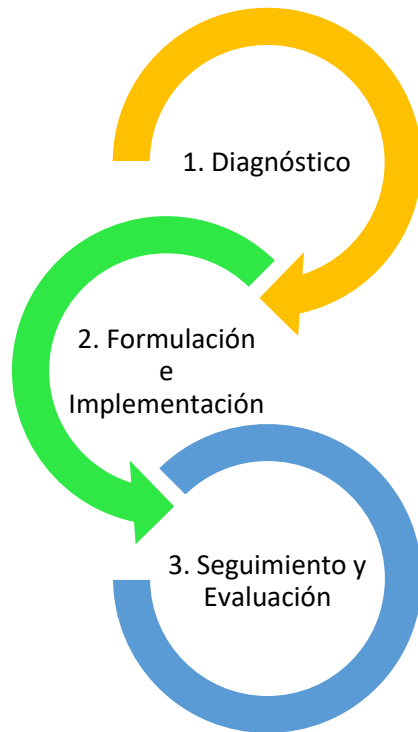 1. Diagnóstico
2. Formulación
e
Implementación
3. Seguimiento y
Evaluación